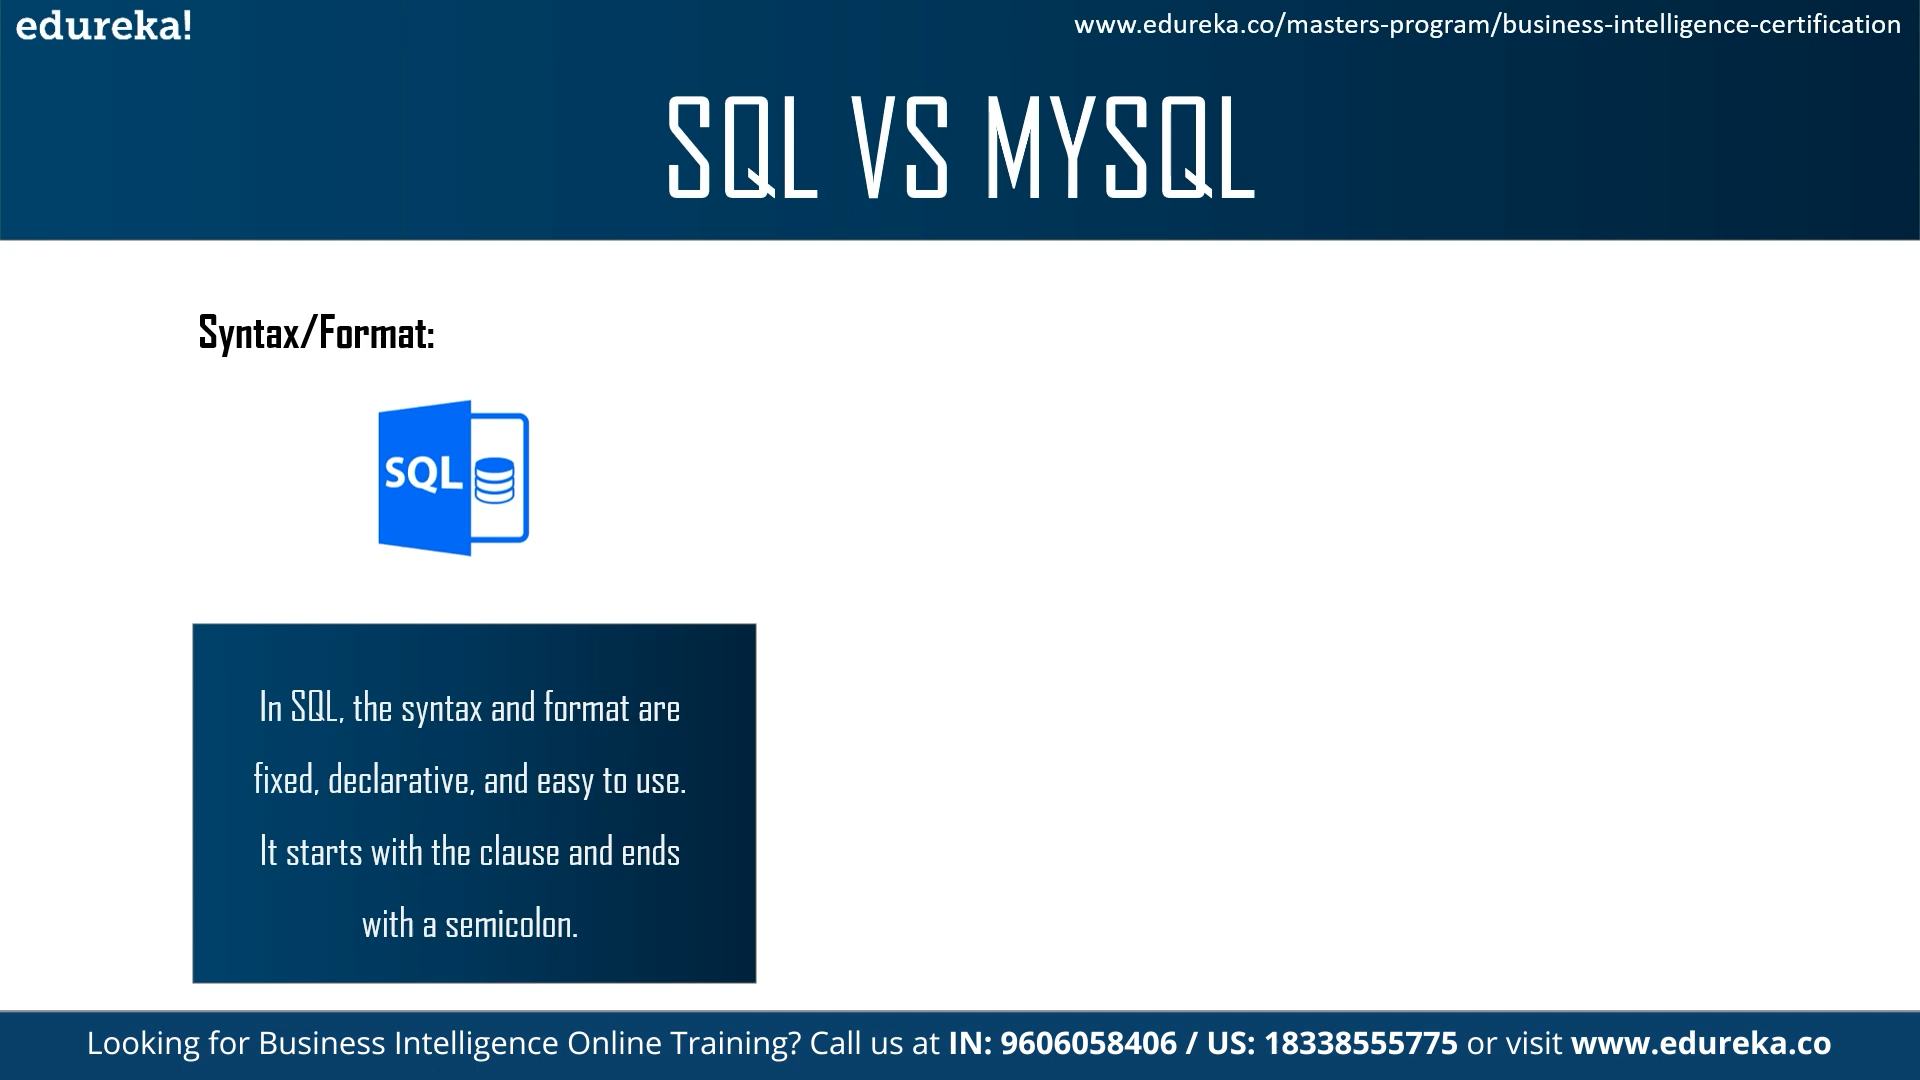 edureka!
www.edureka.co/masters-program/business-intelligence-certification
SQL VS MYSQL
Syntax/Format:
SQL
In SQL, the syntax and format are
fixed, declarative, and easy to use.
It starts with the clause and ends
with a semicolon.
Looking for Business Intelligence Online Training? Call us at IN: 9606058406 / US: 18338555775 or visit www.edureka.co